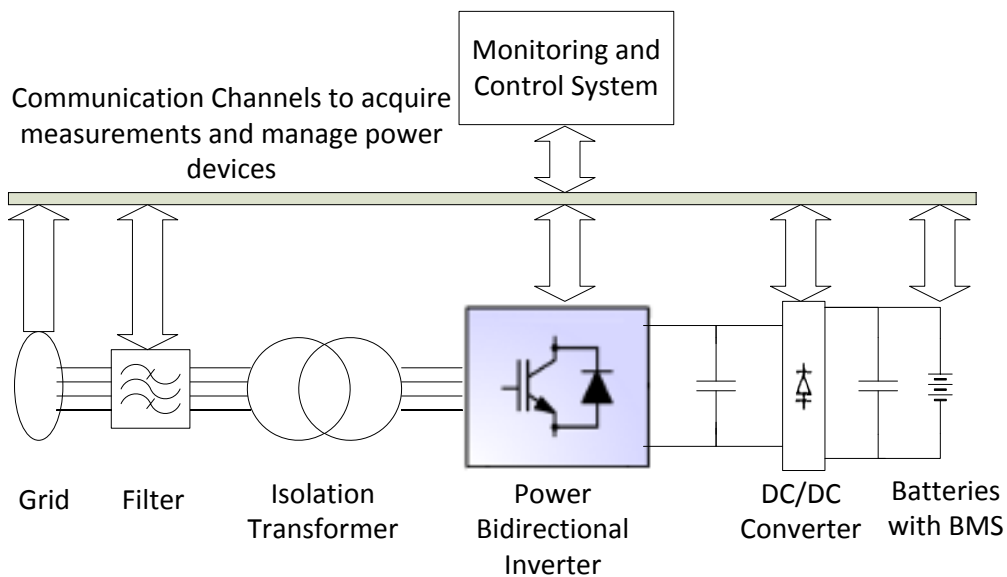 Monitoring and
Control System
Communication Channels to acquire
measurements and manage power
devices
Grid
Filter
Isolation
Transformer
Power
Bidirectional
Inverter
DC/DC
Converter
Batteries
with BMS